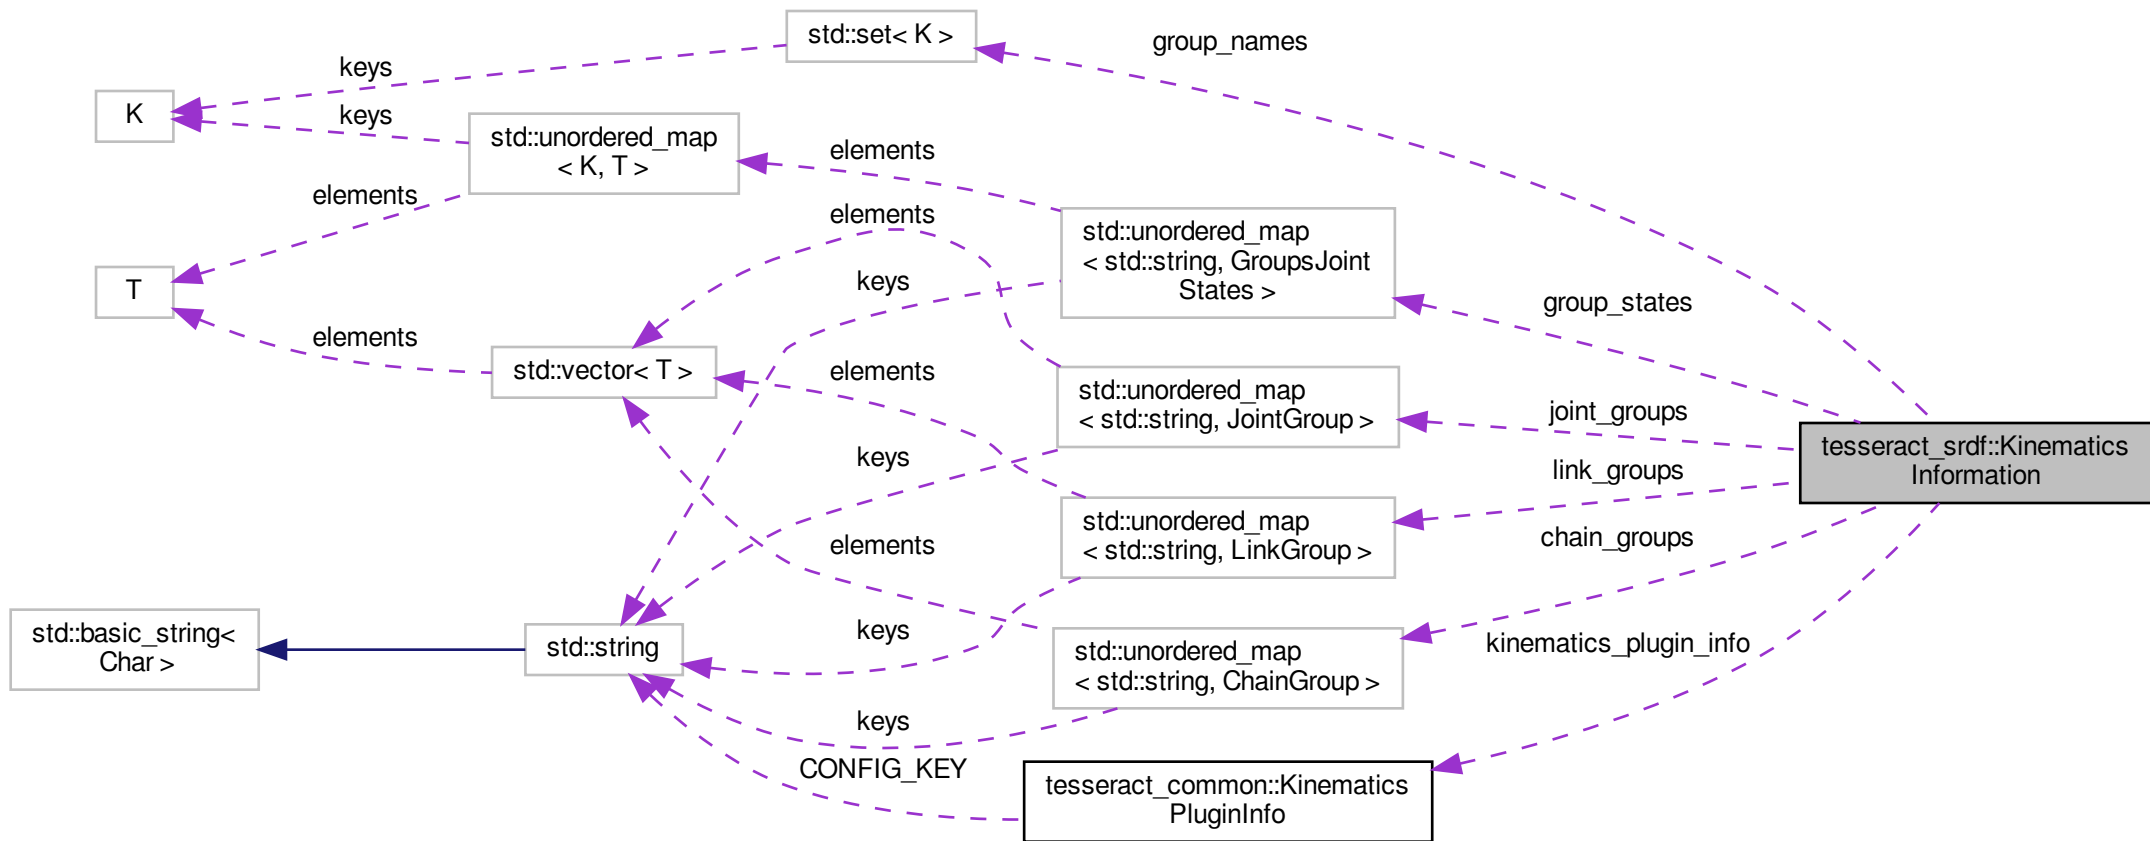 std::set< K >
group_names
keys
K
keys
std::unordered_map
< K, T >
elements
elements
elements
std::unordered_map
< std::string, GroupsJoint
States >
keys
T
group_states
elements
std::vector< T >
elements
std::unordered_map
< std::string, JointGroup >
joint_groups
tesseract_srdf::Kinematics
Information
keys
link_groups
std::unordered_map
< std::string, LinkGroup >
chain_groups
elements
std::basic_string<
Char >
std::string
keys
kinematics_plugin_info
std::unordered_map
< std::string, ChainGroup >
keys
CONFIG_KEY
tesseract_common::Kinematics
PluginInfo